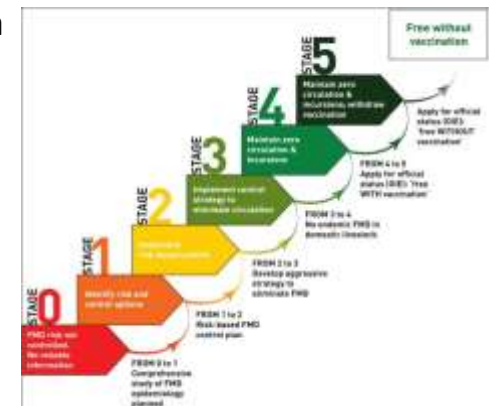 Free without
vaccination
STAGE 5
Maintain zero
circulation &
incursions, withdraw
vaccination
Apply for official
status (OIE):
'free WITHOUT
vaccination'
STAGE 4
Maintain zero
circulation &
incursions
FROM 4 to 5
Apply for official
status (OIE): 'free
WITH vaccination'
STAGE 3
Implement control
strategy to
minimise circulation
FROM 3 to 4
No endemic FMD in
domestic livestock
STAGE 2
Implement
FROM 2 to 3
Develop aggressive
strategy to
eliminate FMD
STAGE 1
Identify risk and
control options
FROM 1 to 2
Risk-based FMD
control plan
STAGE 0
FMD risk not
controlled.
No reliable
information
FROM 0 to 1
Comprehensive
study of FMD
epidemiology
planned